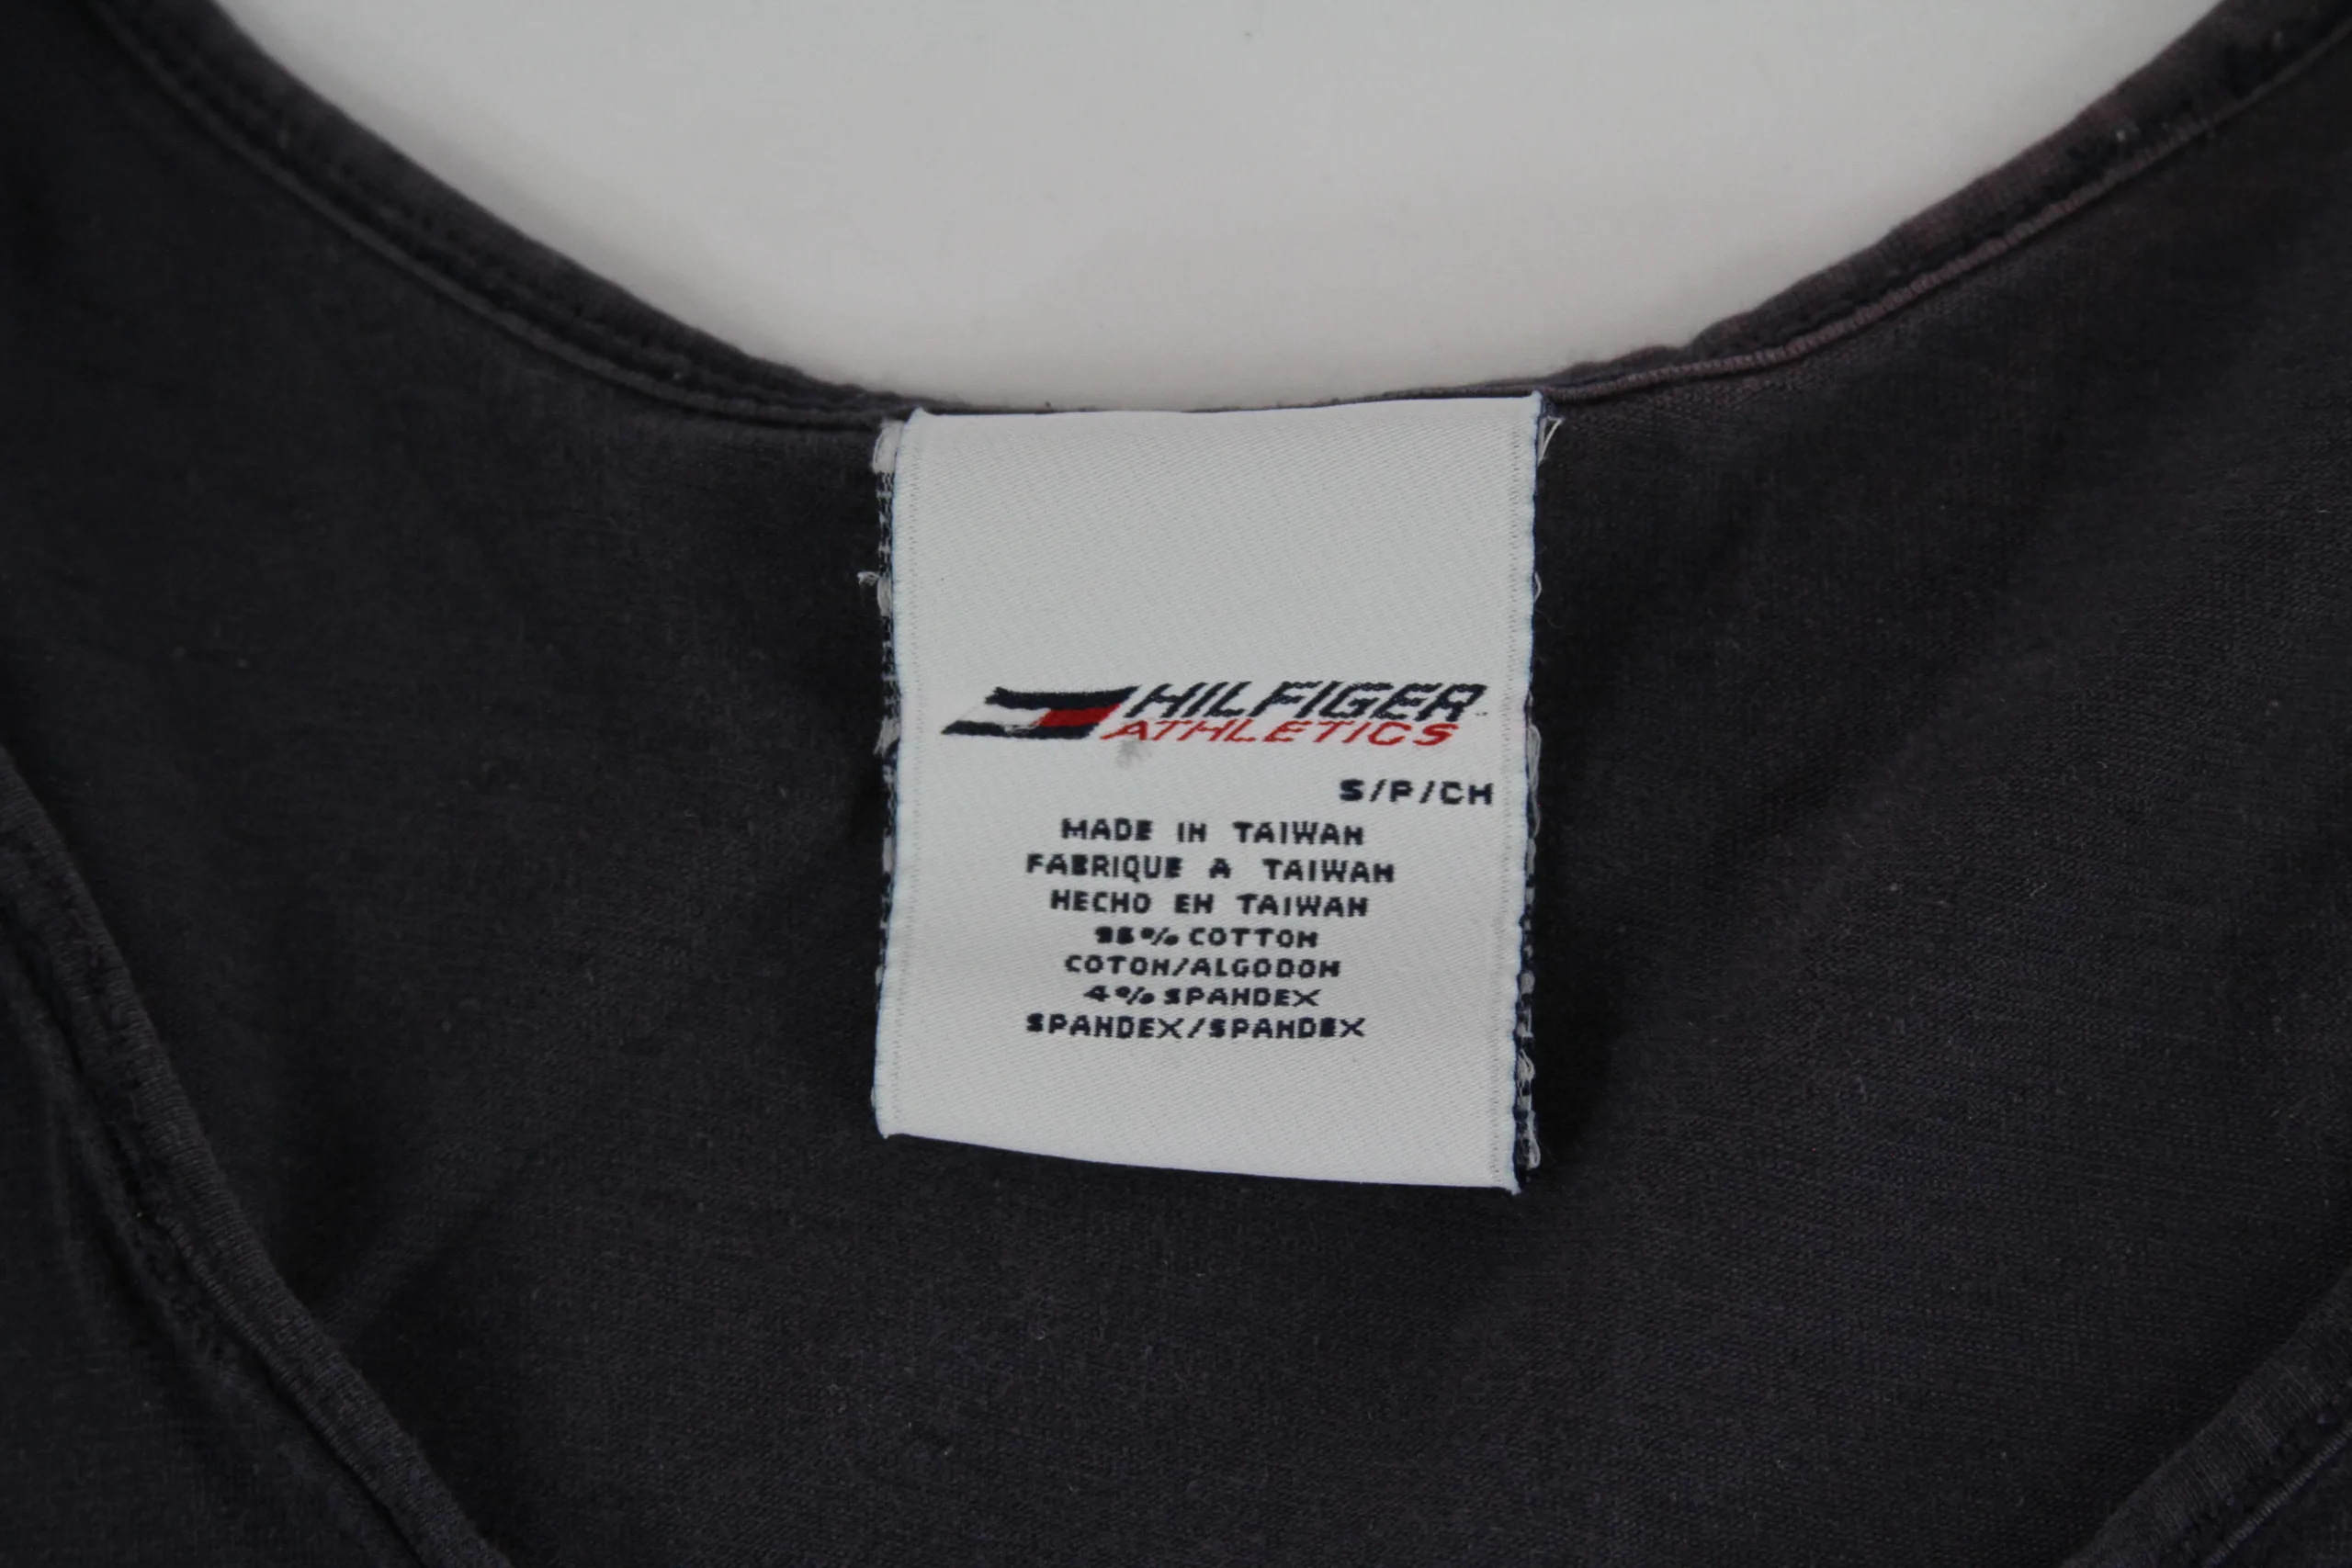 HILFIGER
ATHLETICS
S/P/CH
MADE IN TAIWAN
FABRIQUE A TAIWAN
HECHO EN TAIWAN
96% COTTON
COTON/ALGODON
4% SPANDEX
SPANDEX/SPANDEX